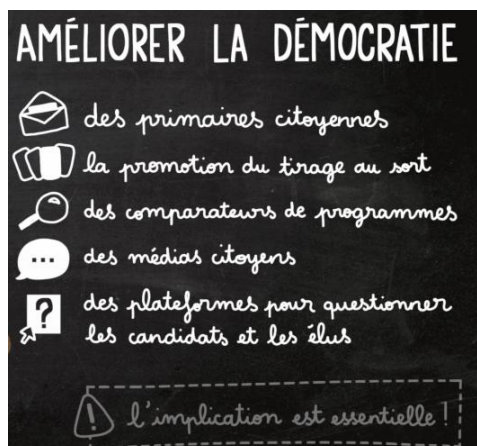 AMÉLIORER LA DÉMOCRATIE
des primaires citoyennes
la promotion du tirage au sort
des comparateurs de programmes
...
des médias citoyens
?
des plateformes pour questionner
les candidats et les élus
! l'implication est essentielle !